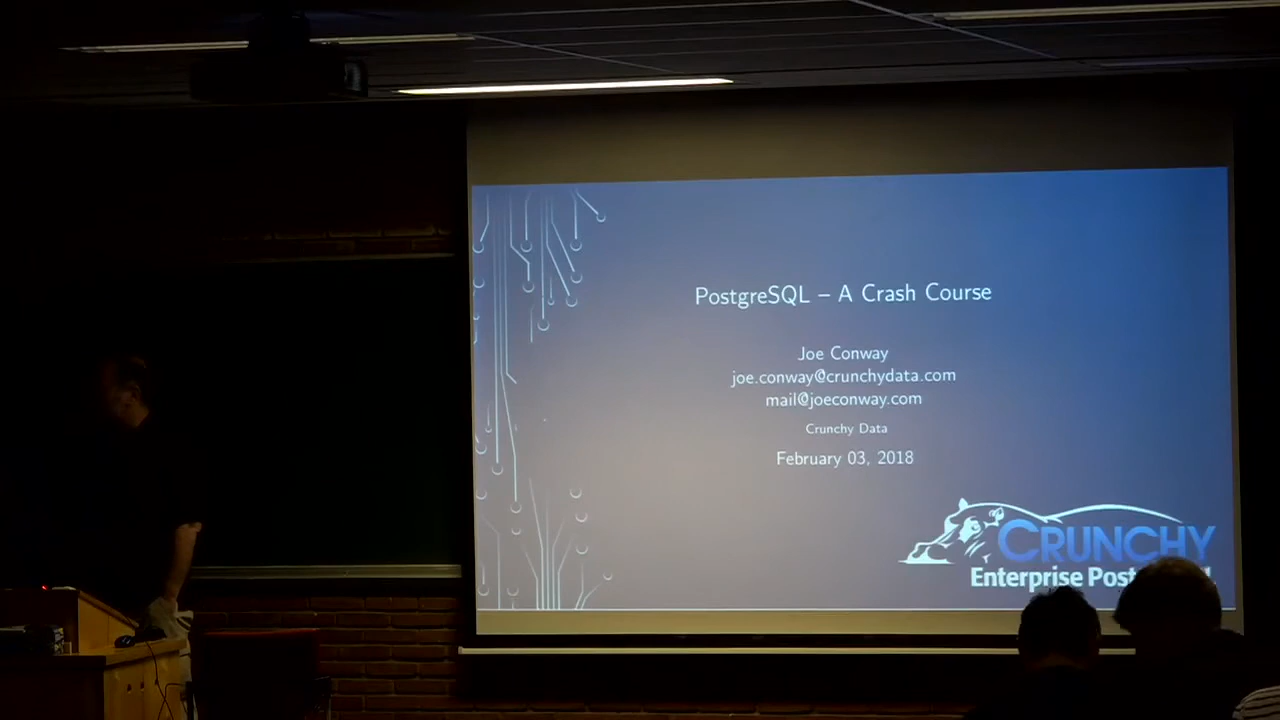 PostgreSQL – A Crash Course
Joe Conway
joe.conway@crunchydata.com
mail@joeconway.com
Crunchy Data
February 03, 2018
CRUNCHY
Enterprise